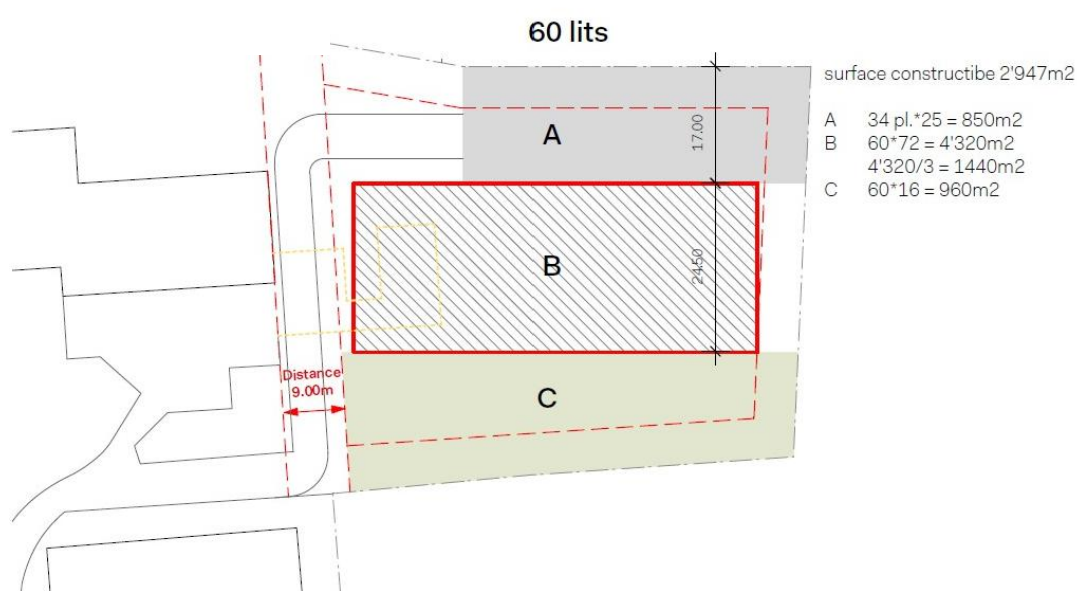 60 lits
surface constructibe 2'947m2
A 34 pl.*25 = 850m2
B 60*72 = 4'320m2
4'320/3 = 1440m2
C 60*16 = 960m2
A
17.00
B
24.50
Distance
9.00m
C